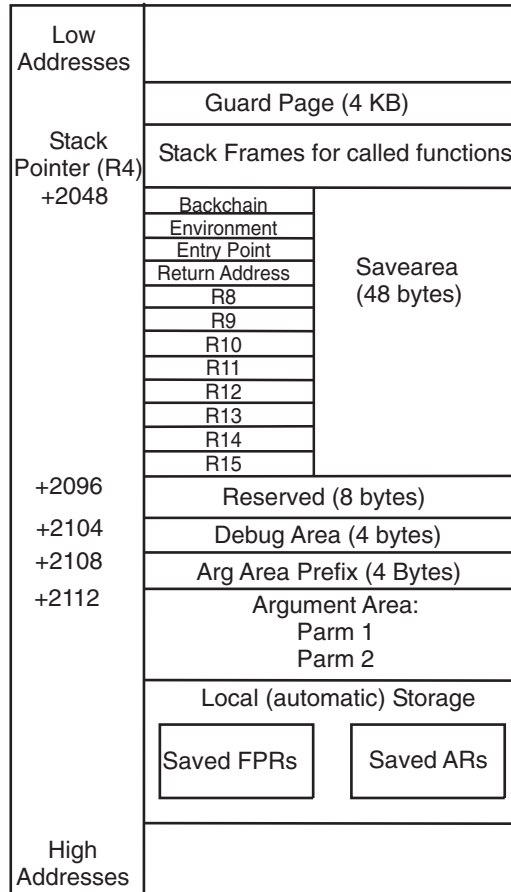 Low
Addresses
Guard Page (4 KB)
Stack
Pointer (R4)
+2048
Stack Frames for called functions
Backchain
Environment
Entry Point
Return Address
R8
R9
R10
R11
R12
R13
R14
R15
Savearea
(48 bytes)
+2096
Reserved (8 bytes)
+2104
Debug Area (4 bytes)
+2108
Arg Area Prefix (4 Bytes)
+2112
Argument Area:
Parm 1
Parm 2
Local (automatic) Storage
Saved FPRs
Saved ARs
High
Addresses